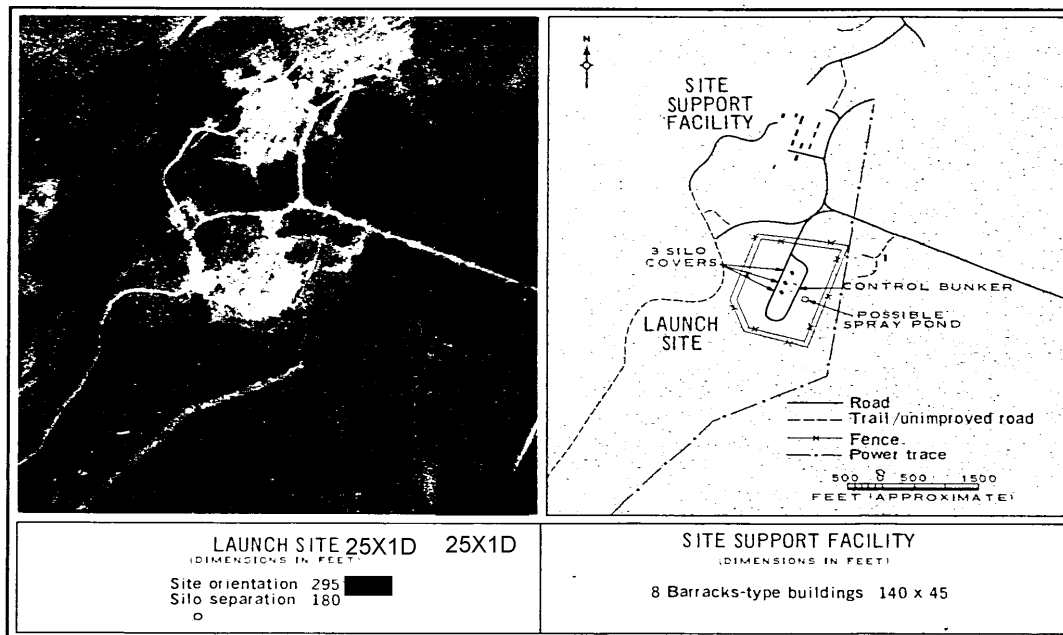 N
SITE
SUPPORT
FACILITY
3 SILO
COVERS
CONTROL BUNKER
POSSIBLE
SPRAY POND
LAUNCH
SITE
Road
Trail/unimproved road
Fence
Power trace
500 0 500 1500
FEET (APPROXIMATE)
LAUNCH SITE 25X1D 25X1D
(DIMENSIONS IN FEET)
Site orientation 295
Silo separation 180
SITE SUPPORT FACILITY
(DIMENSIONS IN FEET)
8 Barracks-type buildings 140 x 45